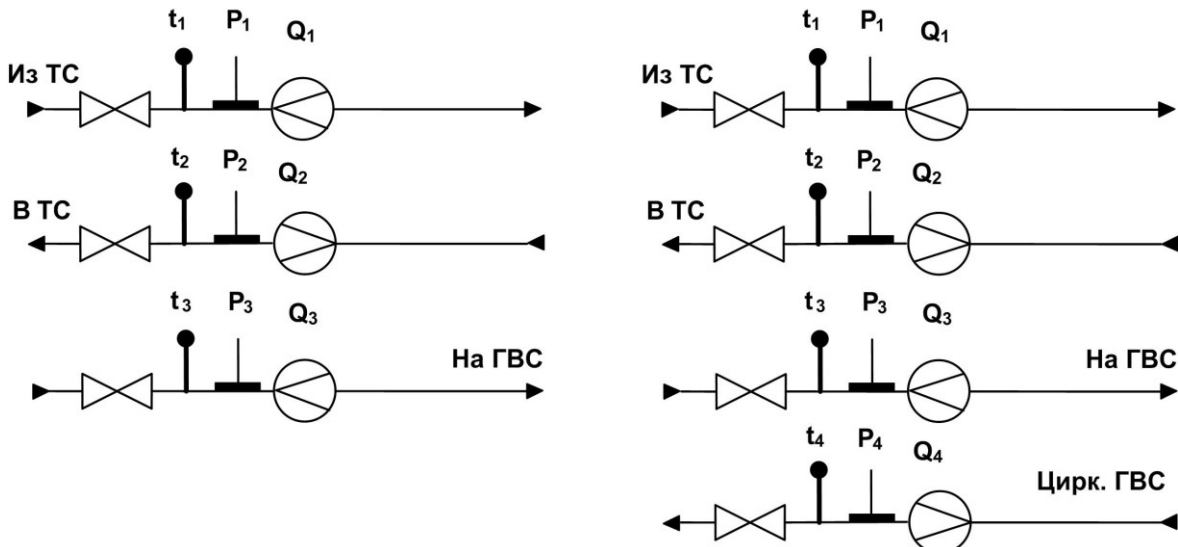 t1 P1 Q1
Из ТС
t2 P2 Q2
В ТС
t3 P3 Q3
На ГВС
t1 P1 Q1
Из ТС
t2 P2 Q2
В ТС
t3 P3 Q3
На ГВС
t4 P4 Q4
Цирк. ГВС